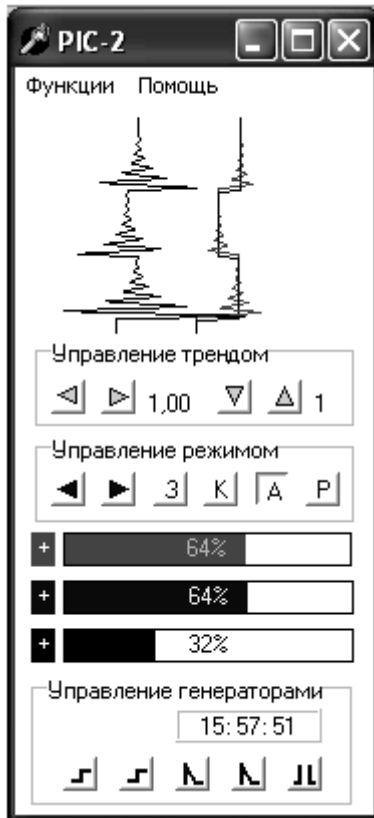 PIC-2
Функции Помощь
Управление трендом
1,00 1
Управление режимом
З К А Р
+ 64%
+ 64%
+ 32%
Управление генераторами
15:57:51